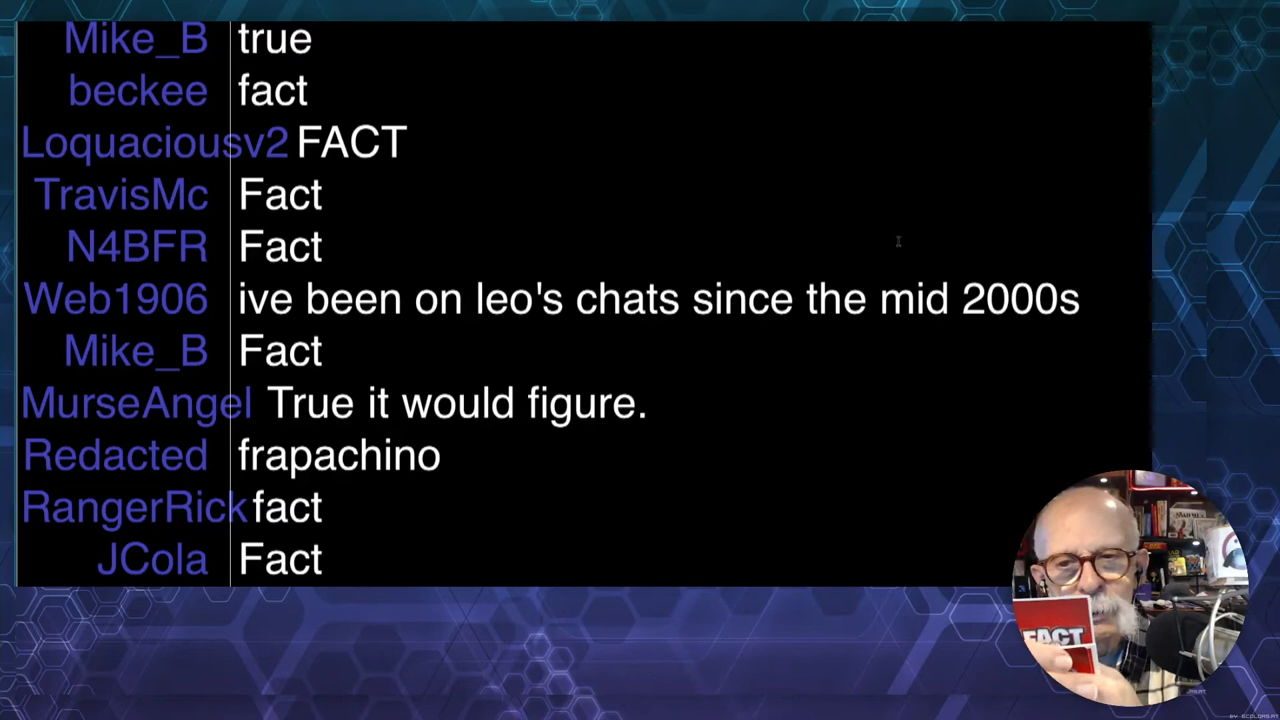 Mike_B true
beckee fact
Loquaciousv2 FACT
TravisMc Fact
N4BFR Fact
Web1906 ive been on leo's chats since the mid 2000s
Mike_B Fact
MurseAngel True it would figure.
Redacted frapachino
RangerRick fact
JCola Fact
FACT